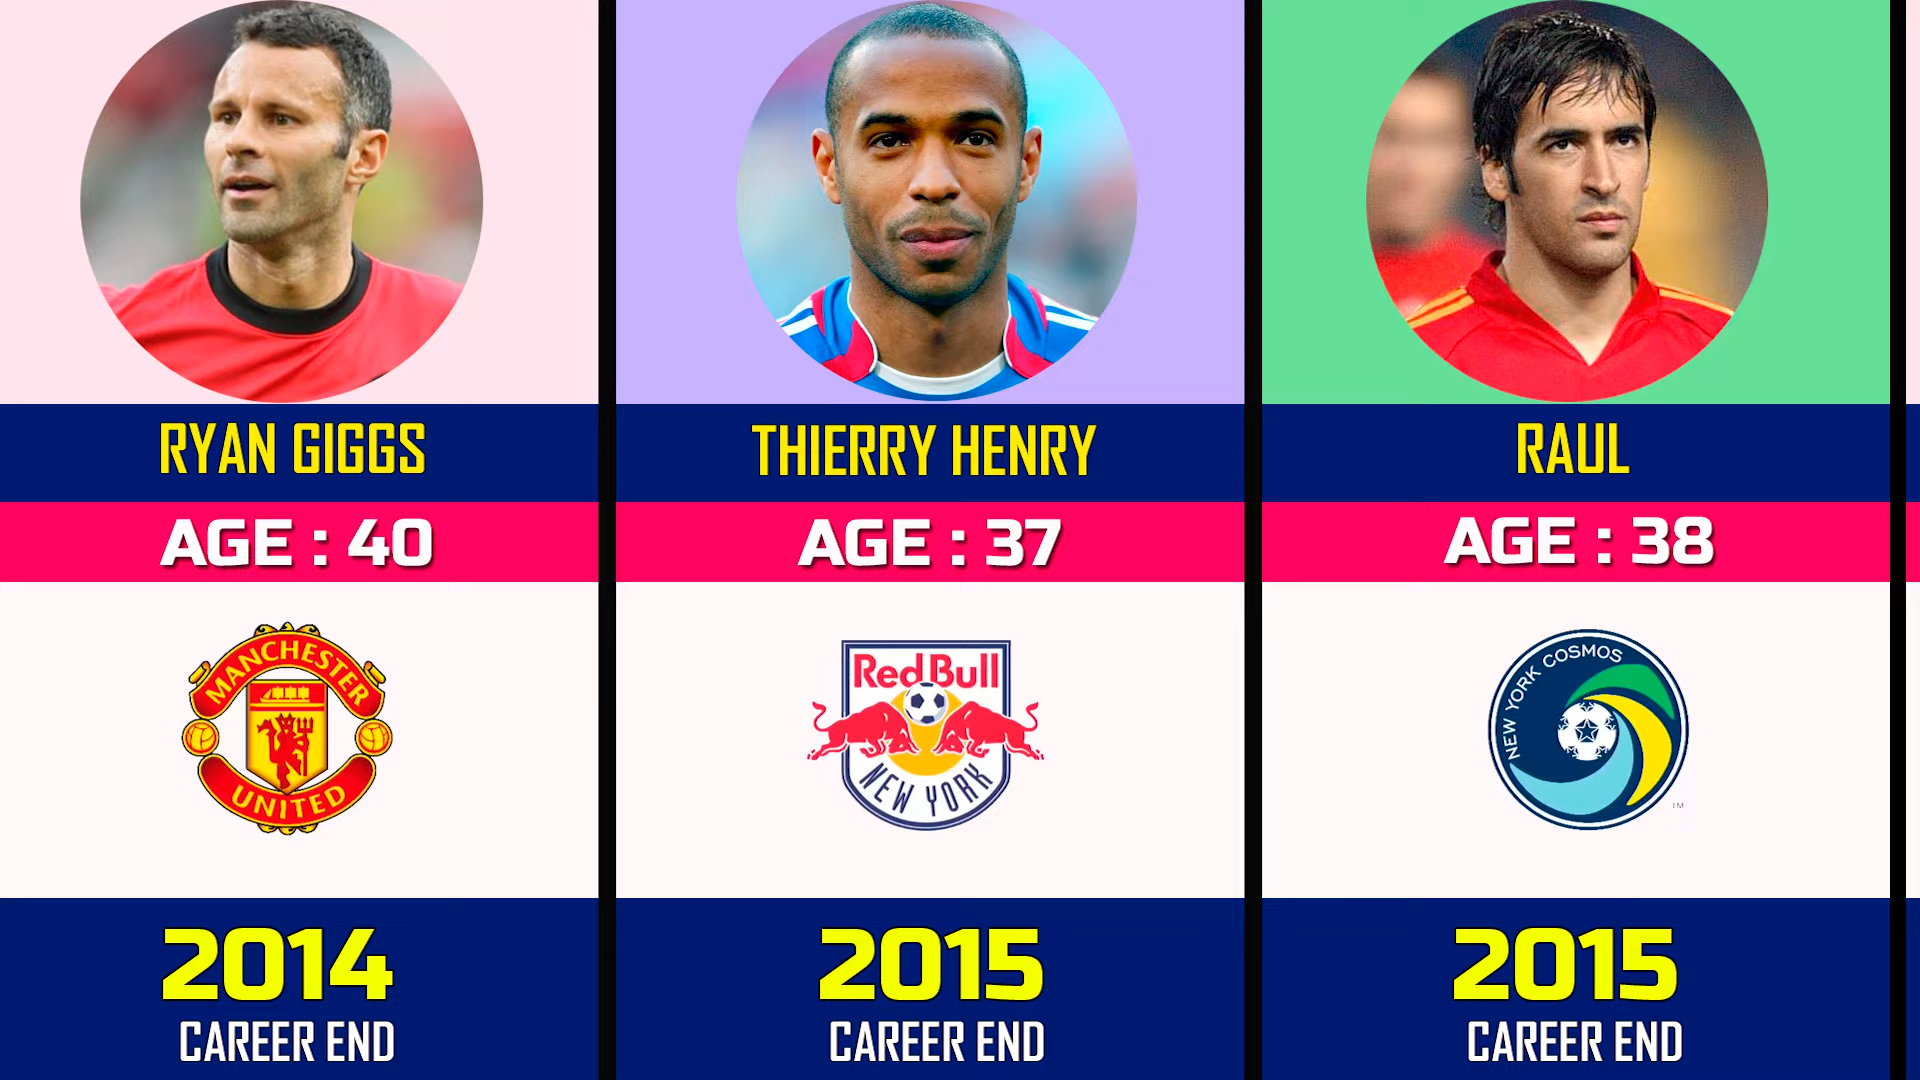 RYAN GIGGS
AGE : 40
MANCHESTER
UNITED
2014
CAREER END
THIERRY HENRY
AGE : 37
Red Bull
NEW YORK
2015
CAREER END
RAUL
AGE : 38
NEW YORK COSMOS
TM
2015
CAREER END